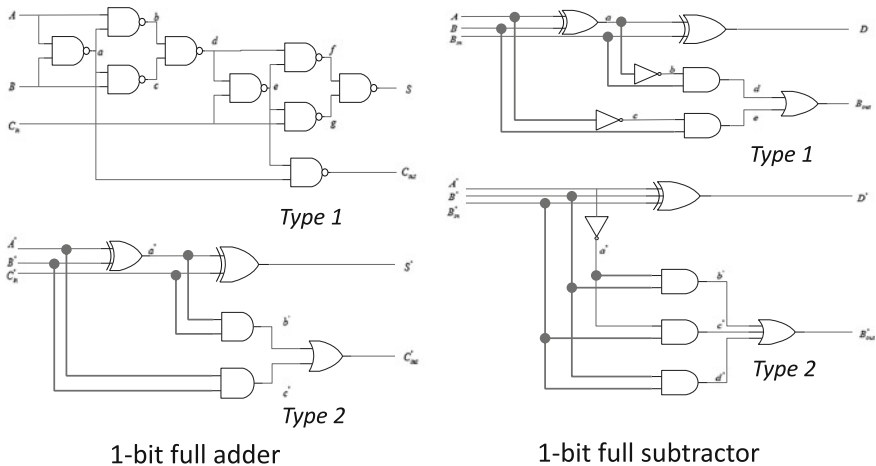 A
b
d
f
a
e
S
B
c
g
C_in
C_out
Type 1
A
B
B_in
a
D
b
d
B_out
c
e
Type 1
A*
B*
C*_in
a*
S*
b*
C*_out
c*
Type 2
A*
B*
B*_in
D*
a*
b*
c*
B*_out
d*
Type 2
1-bit full adder
1-bit full subtractor